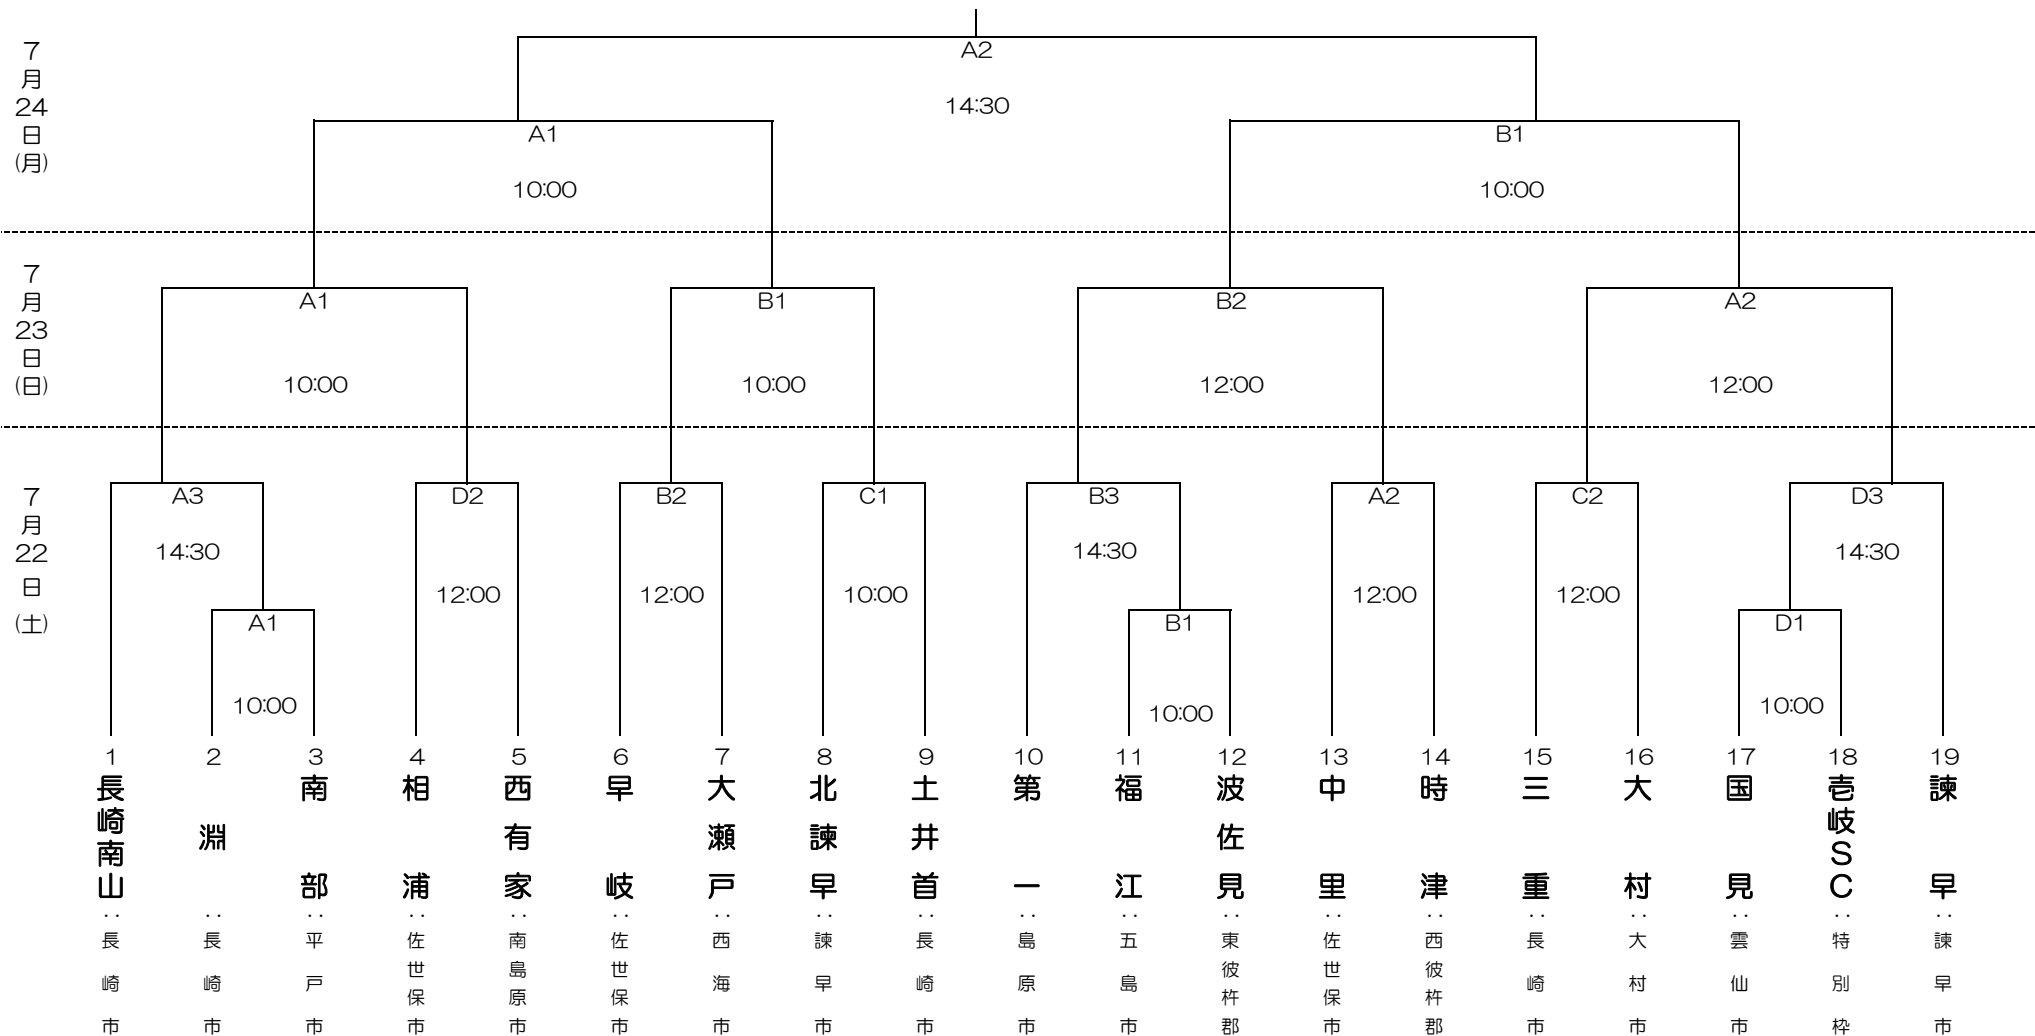 7月24日(月)
A2
14:30
A1
10:00
B1
10:00
7月23日(日)
A1
10:00
B1
10:00
B2
12:00
A2
12:00
7月22日(土)
A3
14:30
D2
12:00
B2
12:00
C1
10:00
B3
14:30
A2
12:00
C2
12:00
D3
14:30
A1
10:00
B1
10:00
D1
10:00
1 長崎南山:長崎市
2 淵:長崎市
3 南部:平戸市
4 相浦:佐世保市
5 西有家:南島原市
6 早岐:佐世保市
7 大瀬戸:西海市
8 北諫早:諫早市
9 土井首:長崎市
10 第一:島原市
11 福江:五島市
12 波佐見:東彼杵郡
13 中里:佐世保市
14 時津:西彼杵郡
15 三重:長崎市
16 大村:大村市
17 国見:雲仙市
18 壱岐SC:特別枠
19 諫早:諫早市